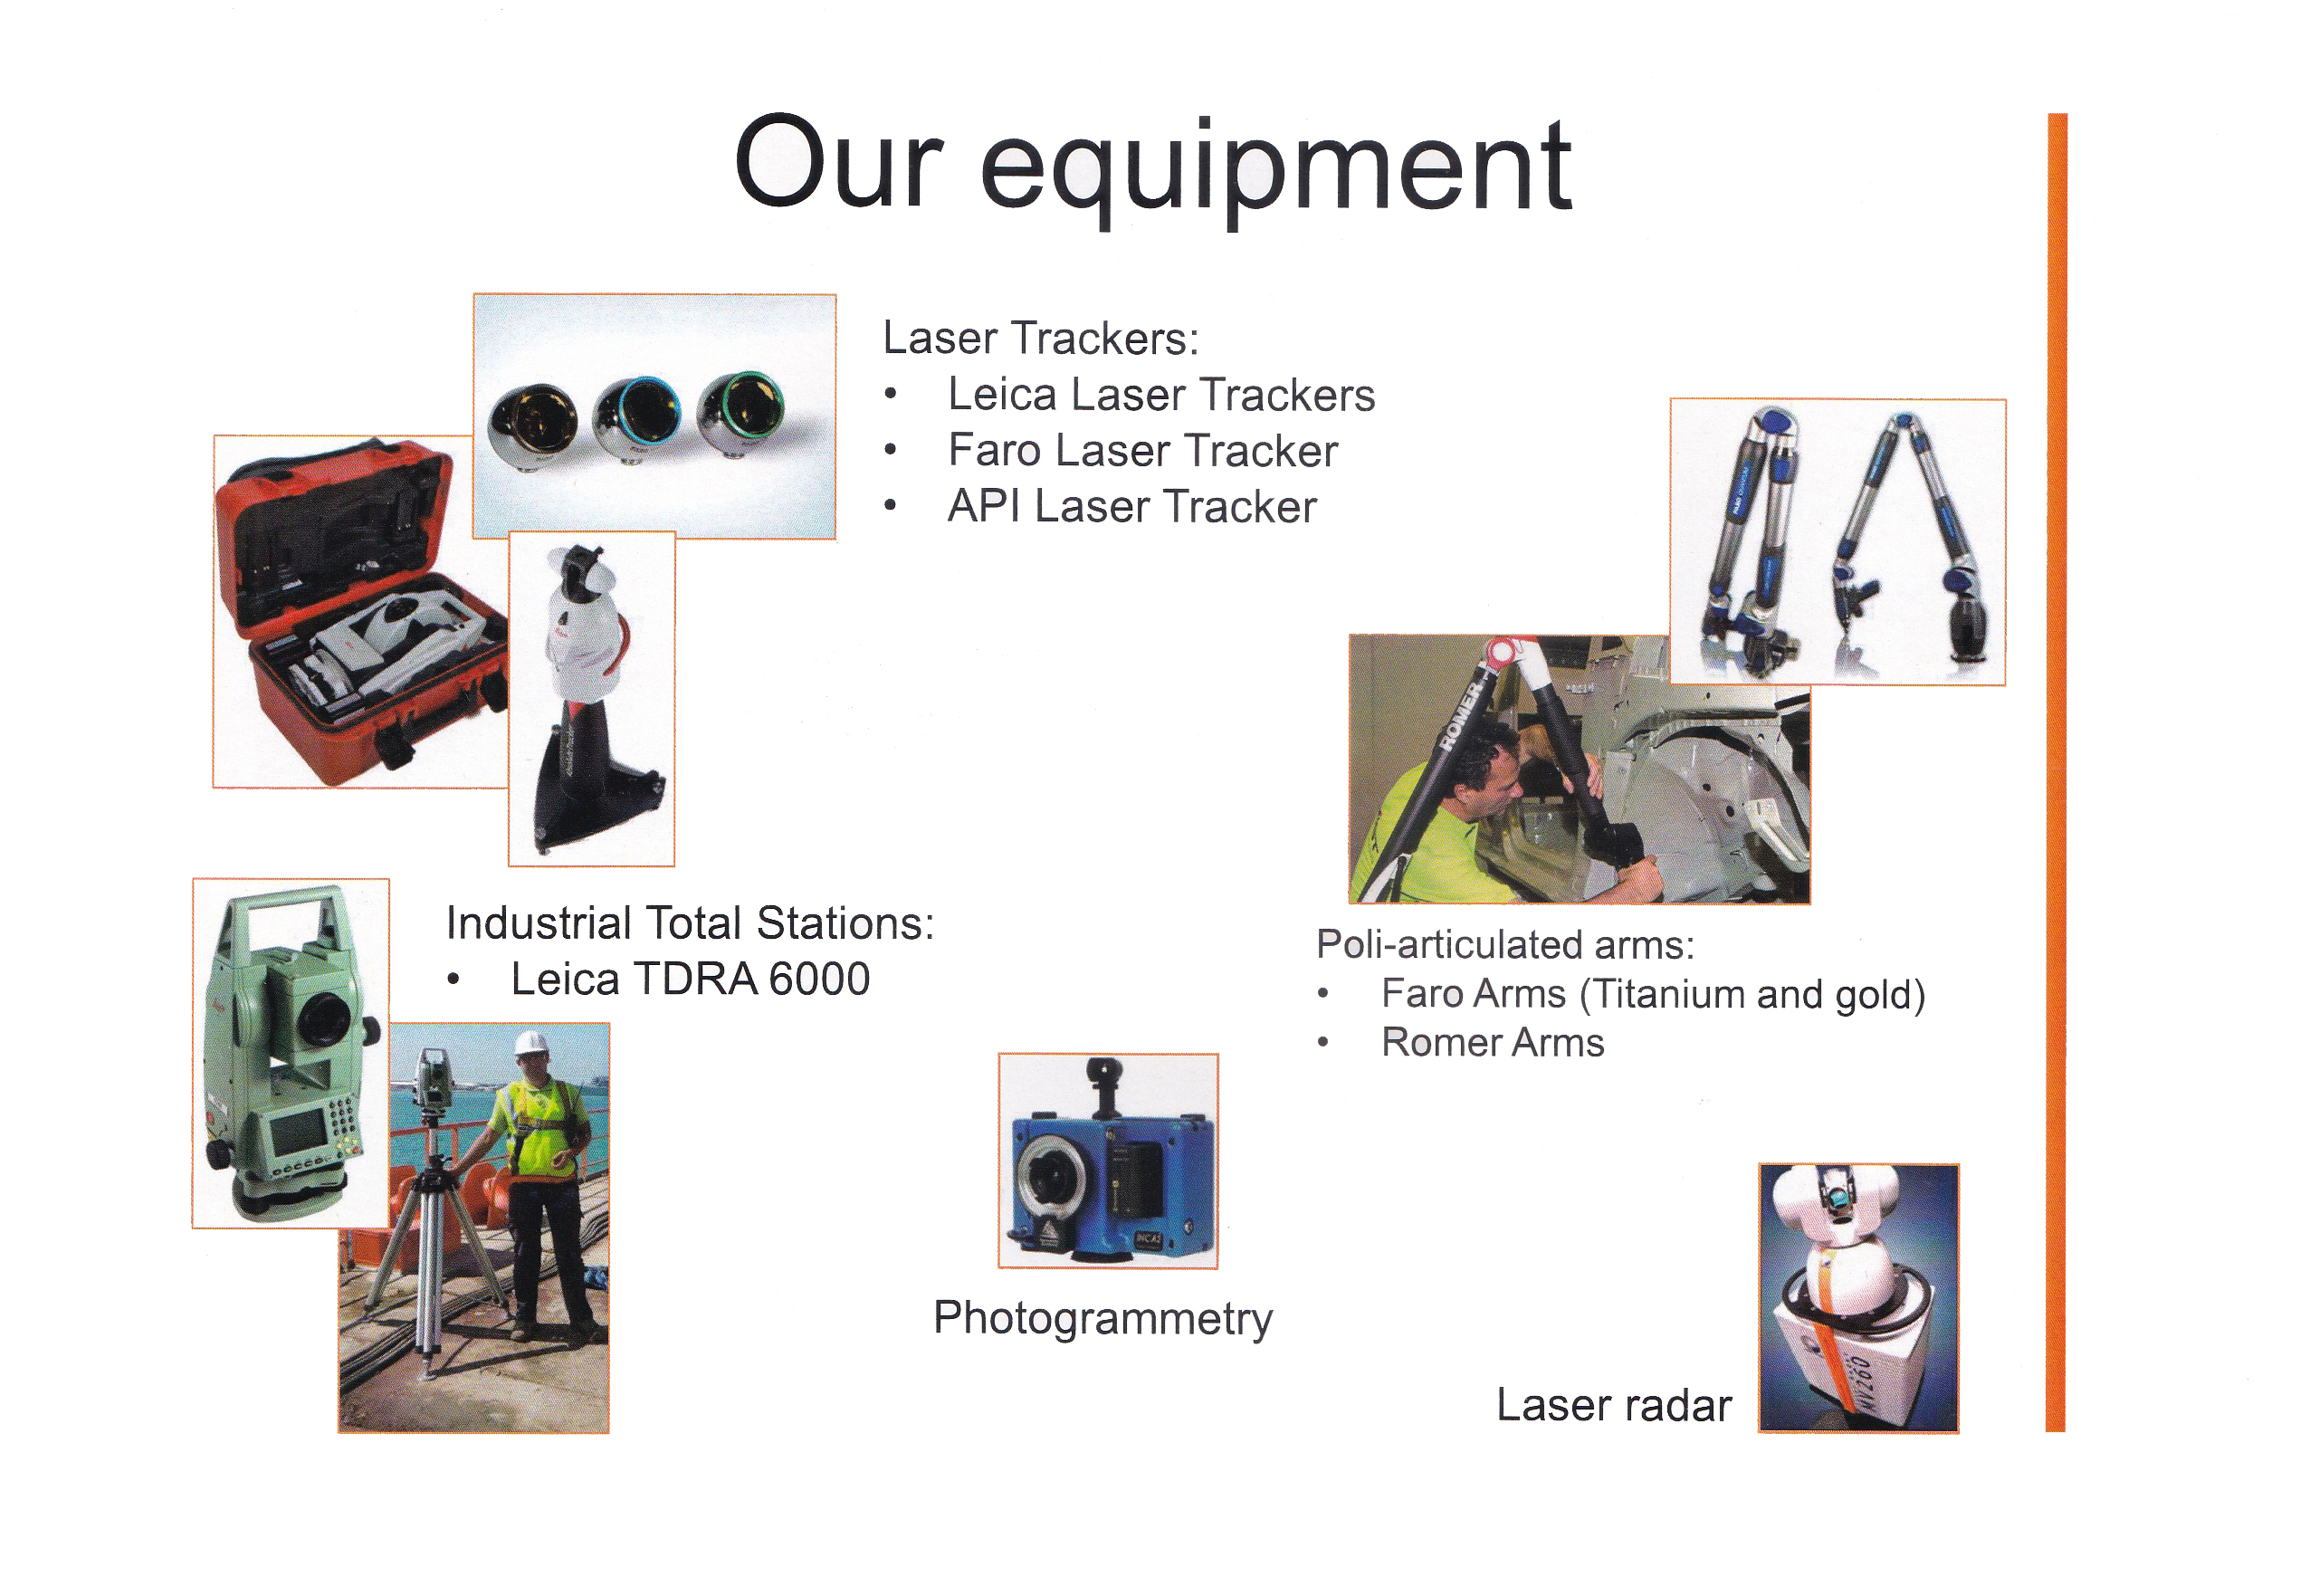 Our equipment
Laser Trackers:
• Leica Laser Trackers
• Faro Laser Tracker
• API Laser Tracker
ROMER
Industrial Total Stations:
• Leica TDRA 6000
Poli-articulated arms:
• Faro Arms (Titanium and gold)
• Romer Arms
INCA3
Photogrammetry
MV260
Laser radar